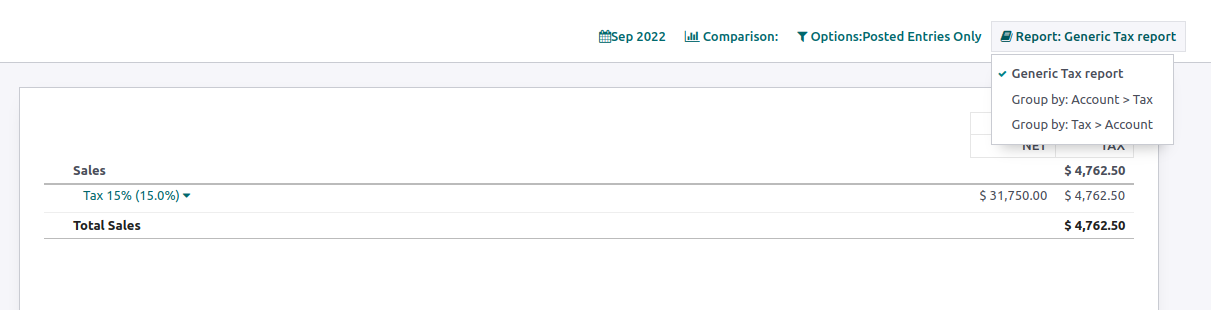 Sep 2022 Comparison: Options:Posted Entries Only Report: Generic Tax report
Generic Tax report
Group by: Account > Tax
Group by: Tax > Account
NET TAX
Sales $ 4,762.50
Tax 15% (15.0%) $ 31,750.00 $ 4,762.50
Total Sales $ 4,762.50